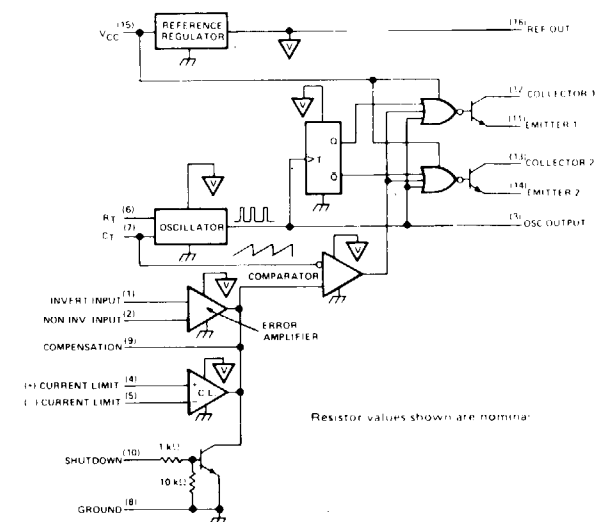 VCC (15)
REFERENCE
REGULATOR
V
(16) REF OUT
(12) COLLECTOR 1
(11) EMITTER 1
V
Q
T
Q̄
(13) COLLECTOR 2
(14) EMITTER 2
V
RT (6)
CT (7)
OSCILLATOR
(3) OSC OUTPUT
V
COMPARATOR
V
INVERT INPUT (1)
NON INV. INPUT (2)
ERROR
AMPLIFIER
COMPENSATION (9)
V
(+) CURRENT LIMIT (4)
(-) CURRENT LIMIT (5)
+
C.L.
-
Resistor values shown are nominal
SHUTDOWN (10)
1 kΩ
10 kΩ
GROUND (8)